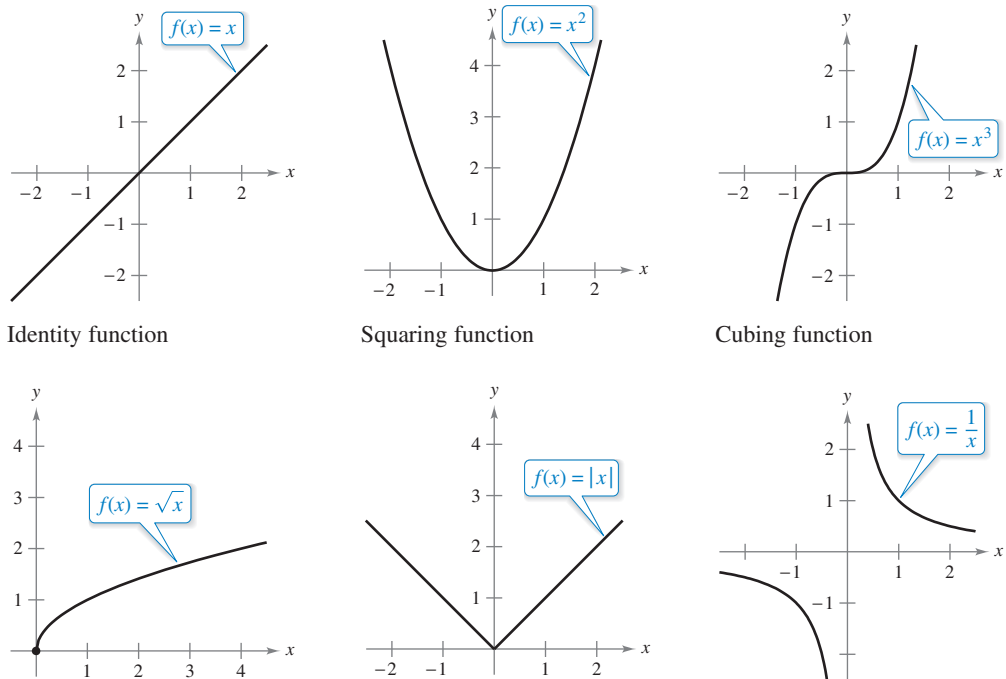 y
f(x) = x
2
1
−2 −1 1 2 x
−1
−2
Identity function
y
f(x) = x²
4
3
2
1
−2 −1 1 2 x
Squaring function
y
2
1
f(x) = x³
−2 −1 1 2 x
−1
−2
Cubing function
y
4
3
2
1
f(x) = √x
1 2 3 4 x
y
4
3
2
1
f(x) = |x|
−2 −1 1 2 x
y
f(x) = 1/x
2
1
−1 1 2 x
−1